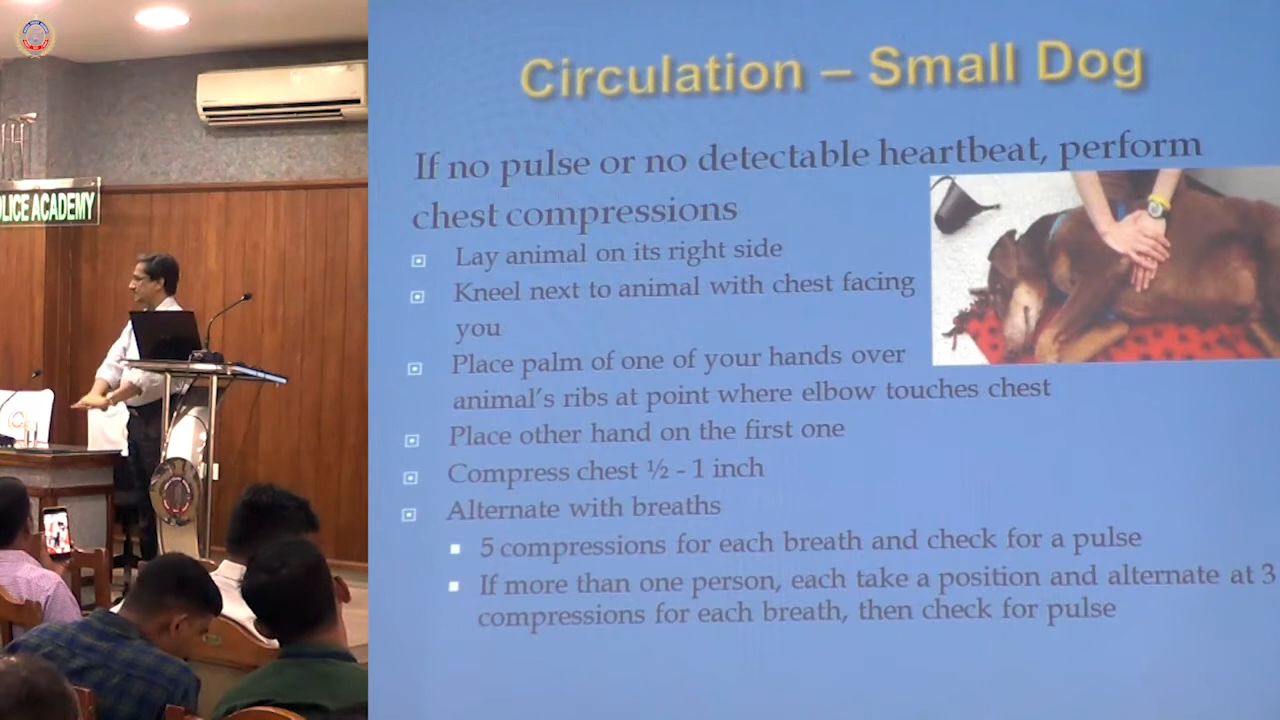 LICE ACADEMY
Circulation – Small Dog
If no pulse or no detectable heartbeat, perform
chest compressions
Lay animal on its right side
Kneel next to animal with chest facing
you
Place palm of one of your hands over
animal's ribs at point where elbow touches chest
Place other hand on the first one
Compress chest ½ - 1 inch
Alternate with breaths
5 compressions for each breath and check for a pulse
If more than one person, each take a position and alternate at 3
compressions for each breath, then check for pulse